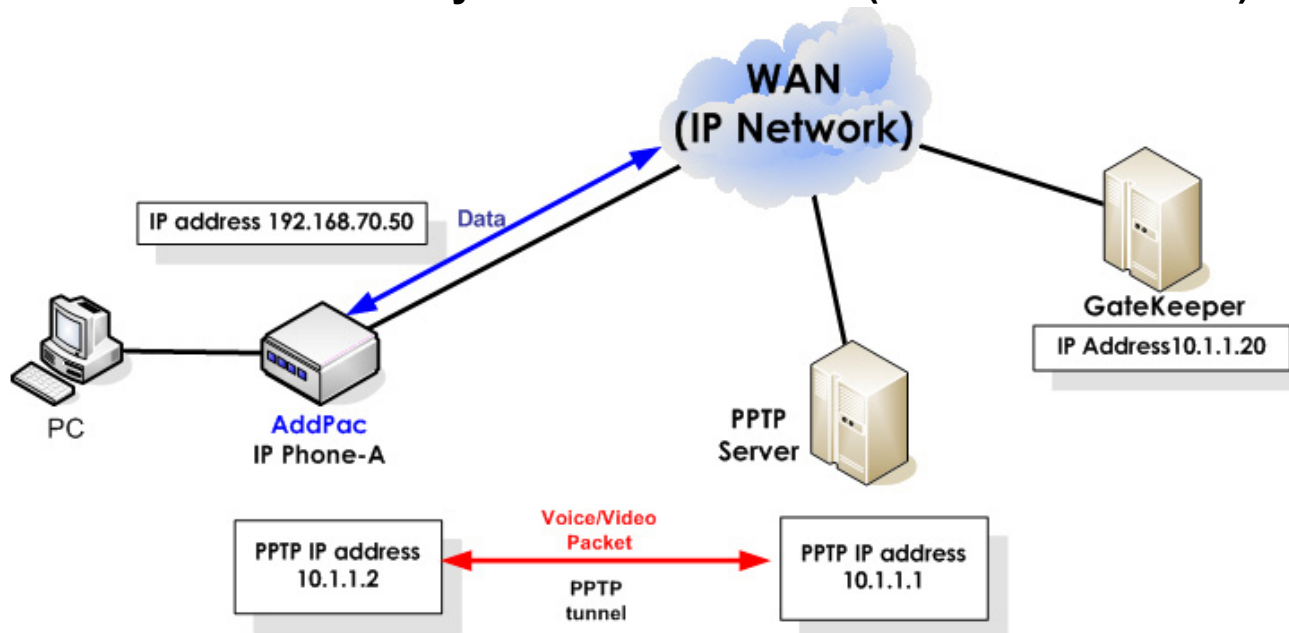 WAN
(IP Network)
IP address 192.168.70.50
Data
GateKeeper
IP Address10.1.1.20
PC
AddPac
IP Phone-A
PPTP
Server
Voice/Video
Packet
PPTP IP address
10.1.1.2
PPTP IP address
10.1.1.1
PPTP
tunnel